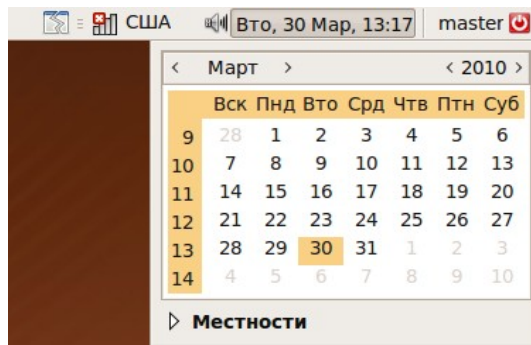 США Вто, 30 Мар, 13:17 master
< Март > < 2010 >
Вск Пнд Вто Срд Чтв Птн Суб
9 28 1 2 3 4 5 6
10 7 8 9 10 11 12 13
11 14 15 16 17 18 19 20
12 21 22 23 24 25 26 27
13 28 29 30 31 1 2 3
14 4 5 6 7 8 9 10
Местности